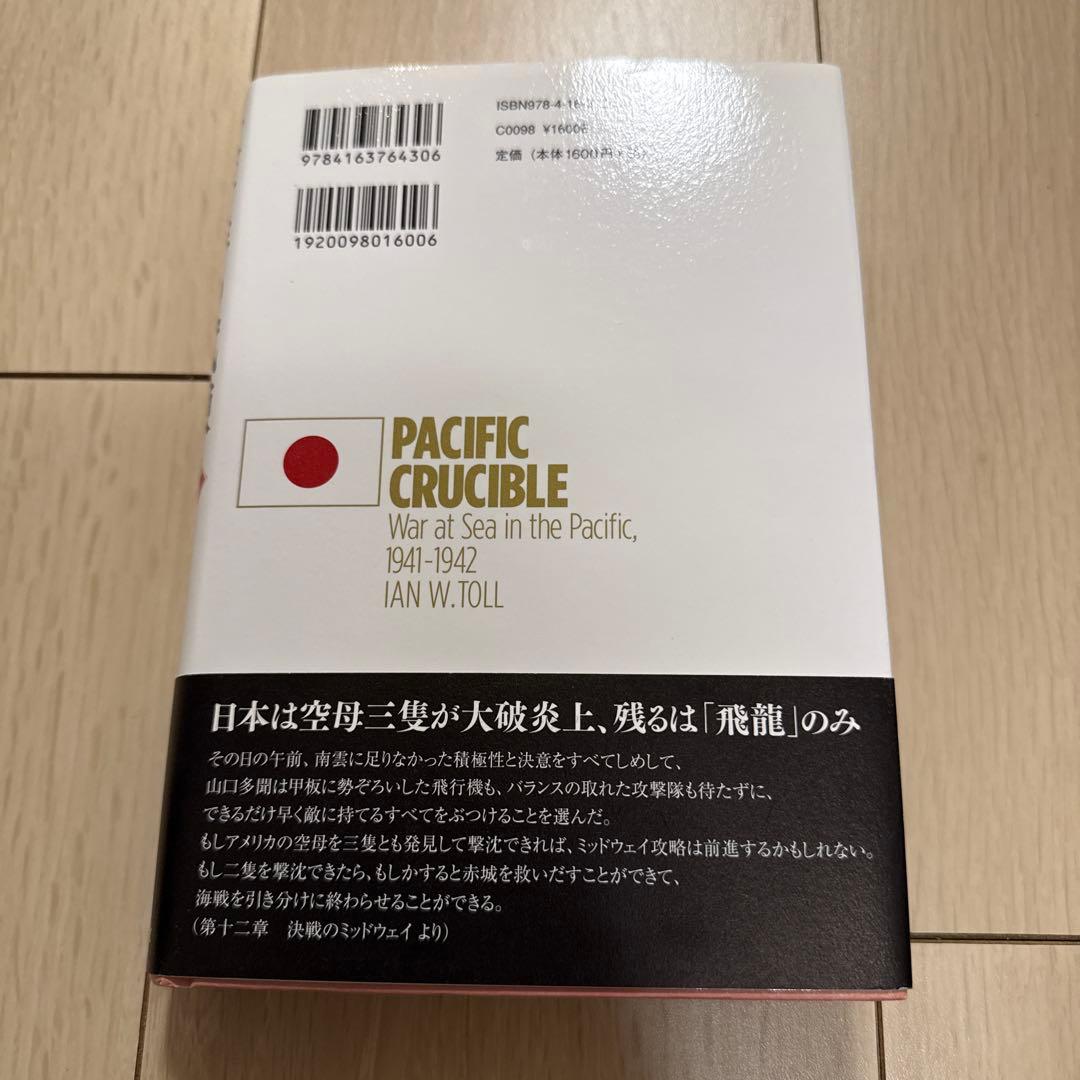 9784163764306
ISBN978-4-16-
C0098 ¥1600E
定価（本体1600円
1920098016006
PACIFIC
CRUCIBLE
War at Sea in the Pacific,
1941-1942
IAN W.TOLL
日本は空母三隻が大破炎上、残るは「飛龍」のみ
その日の午前、南雲に足りなかった積極性と決意をすべてしめして、
山口多聞は甲板に勢ぞろいした飛行機も、バランスの取れた攻撃隊も待たずに、
できるだけ早く敵に持てるすべてをぶつけることを選んだ。
もしアメリカの空母を三隻とも発見して撃沈できれば、ミッドウェイ攻略は前進するかもしれない。
もし二隻を撃沈できたら、もしかすると赤城を救いだすことができて、
海戦を引き分けに終わらせることができる。
（第十二章　決戦のミッドウェイ より）